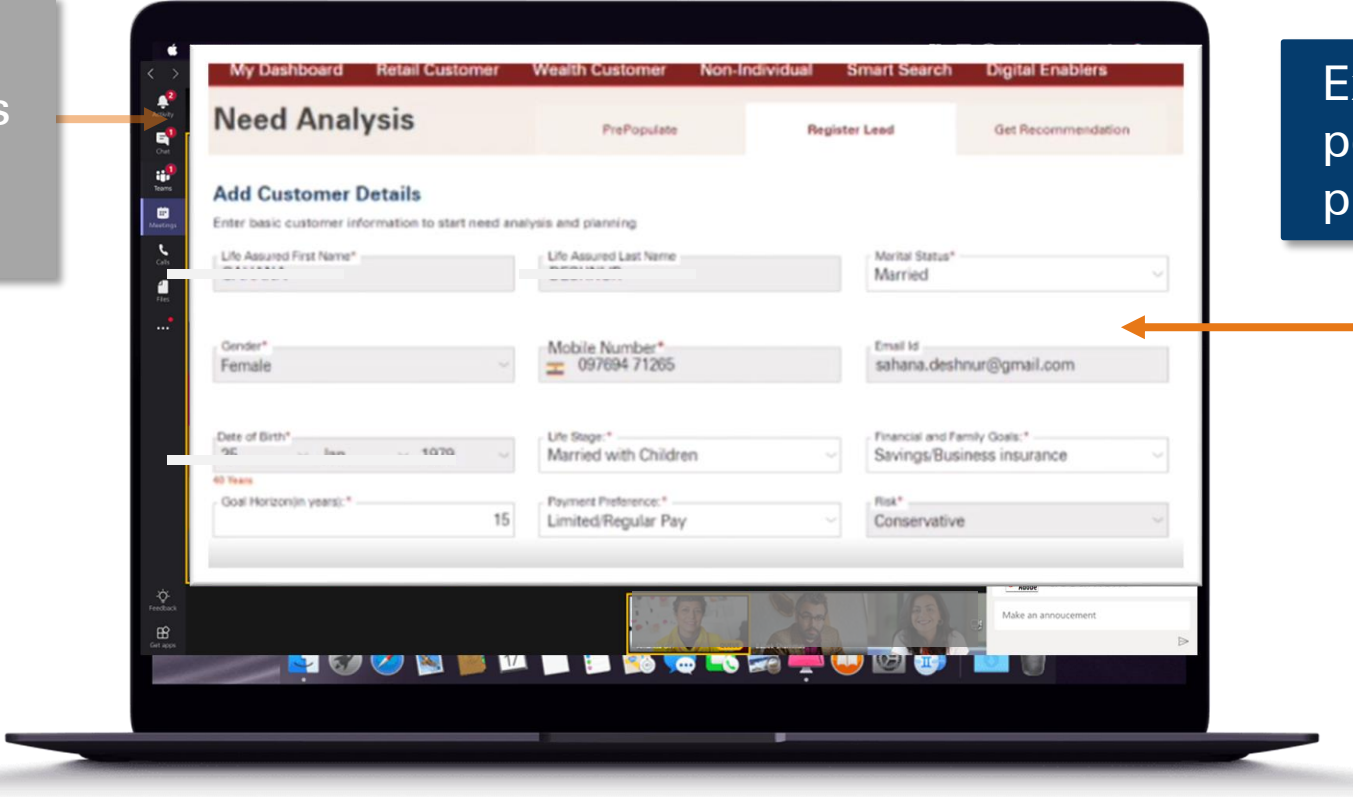 s
Ex
p
p
My Dashboard Retail Customer Wealth Customer Non-Individual Smart Search Digital Enablers
Need Analysis
PrePopulate Register Lead Get Recommendation
Add Customer Details
Enter basic customer information to start need analysis and planning
Life Assured First Name* Life Assured Last Name Marital Status*
Married
Gender* Mobile Number* Email Id
Female 097694 71265 sahana.deshnur@gmail.com
Date of Birth* Life Stage:* Financial and Family Goals:*
Married with Children Savings/Business insurance
40 Years
Goal Horizon(in years):* Payment Preference:* Risk*
15 Limited/Regular Pay Conservative
2
Activity
1
Chat
1
Teams
Meetings
Calls
Files
...
Feedback
Get apps
Make an annoucement
17